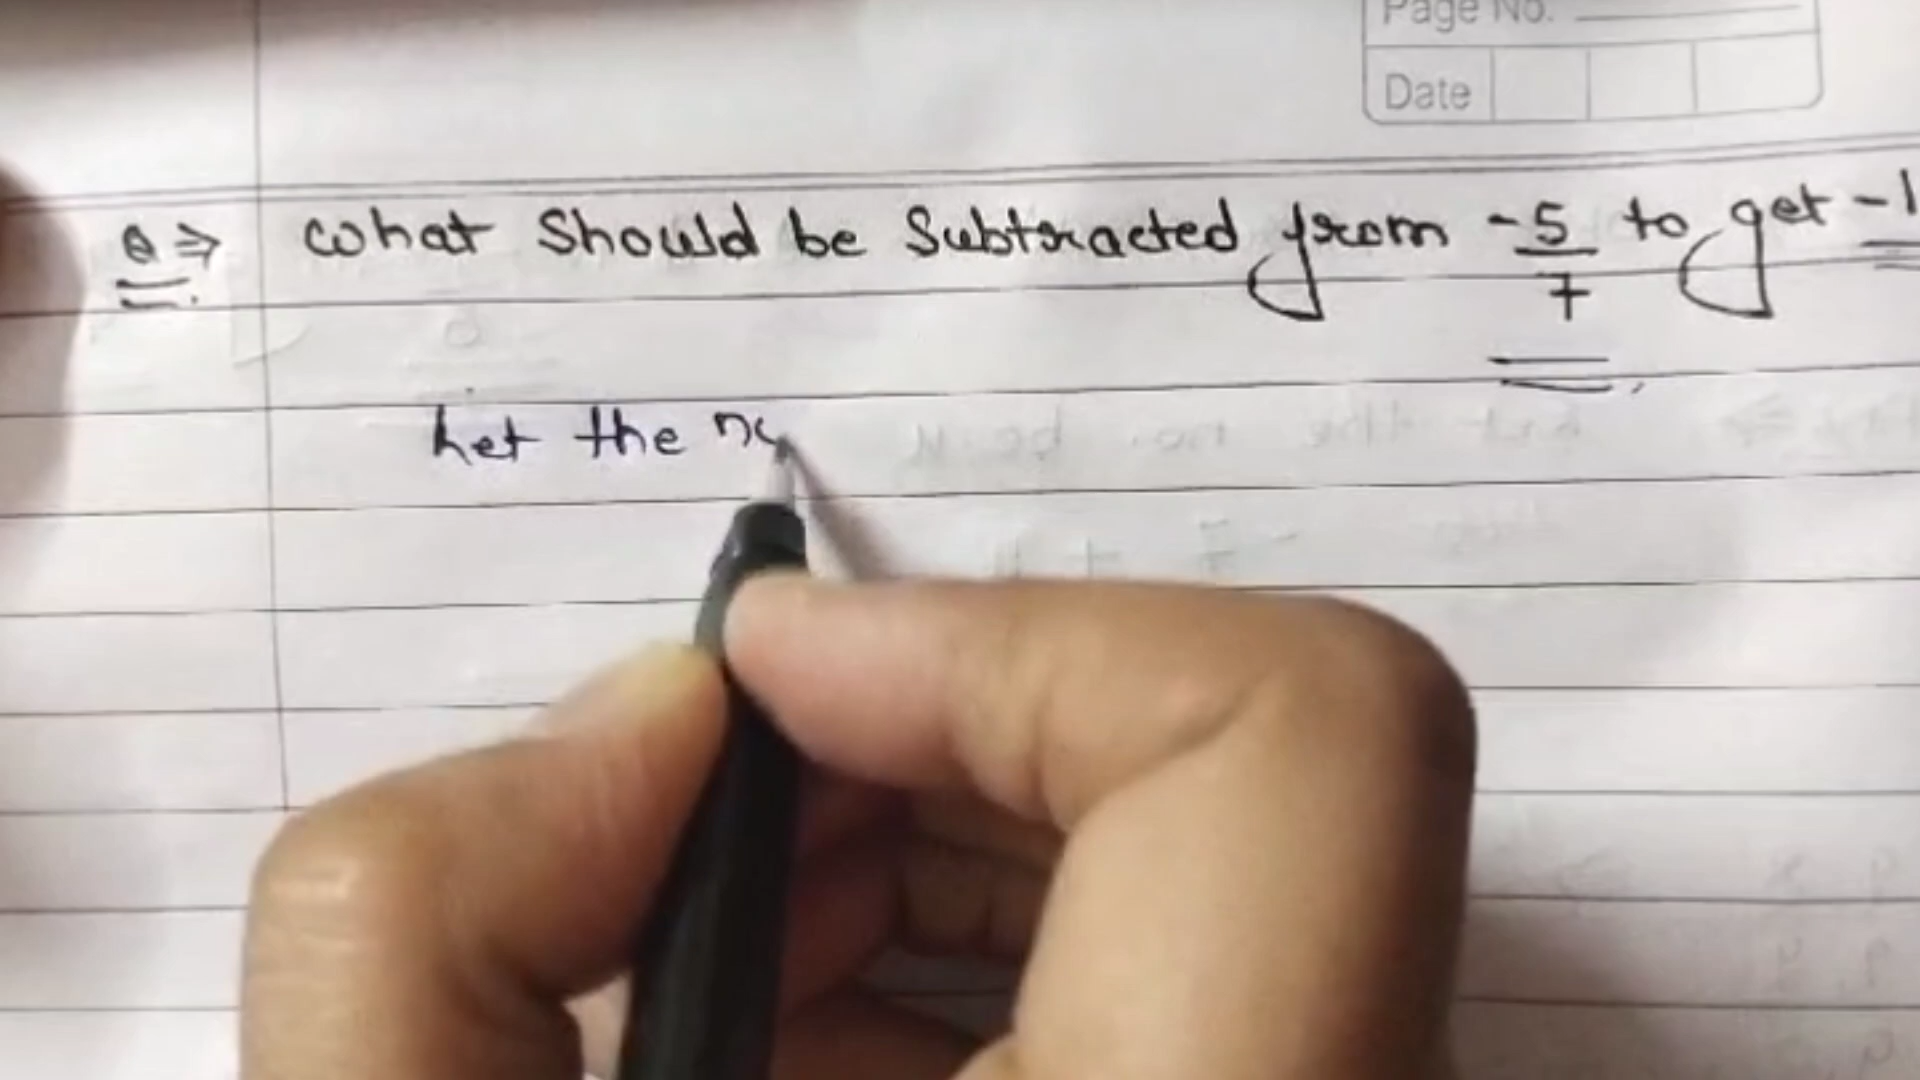 Page No.
Date
Q⇒ What Should be Subtracted from -5/7 to get -1
Let the no